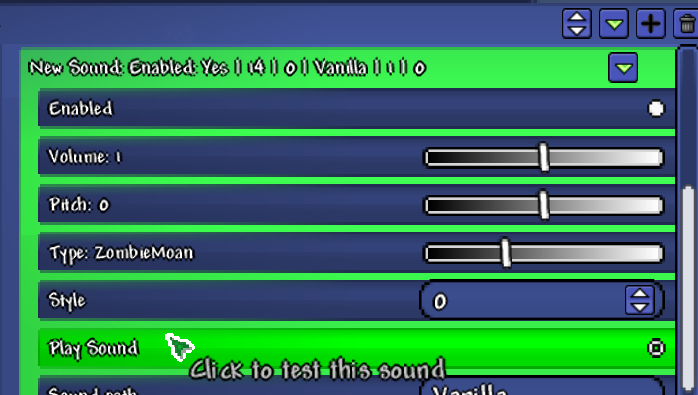 New Sound: Enabled: Yes | 14 | 0 | Vanilla | 1 | 0
Enabled
Volume: 1
Pitch: 0
Type: ZombieMoan
Style 0
Play Sound
Click to test this sound
Sound path Vanilla